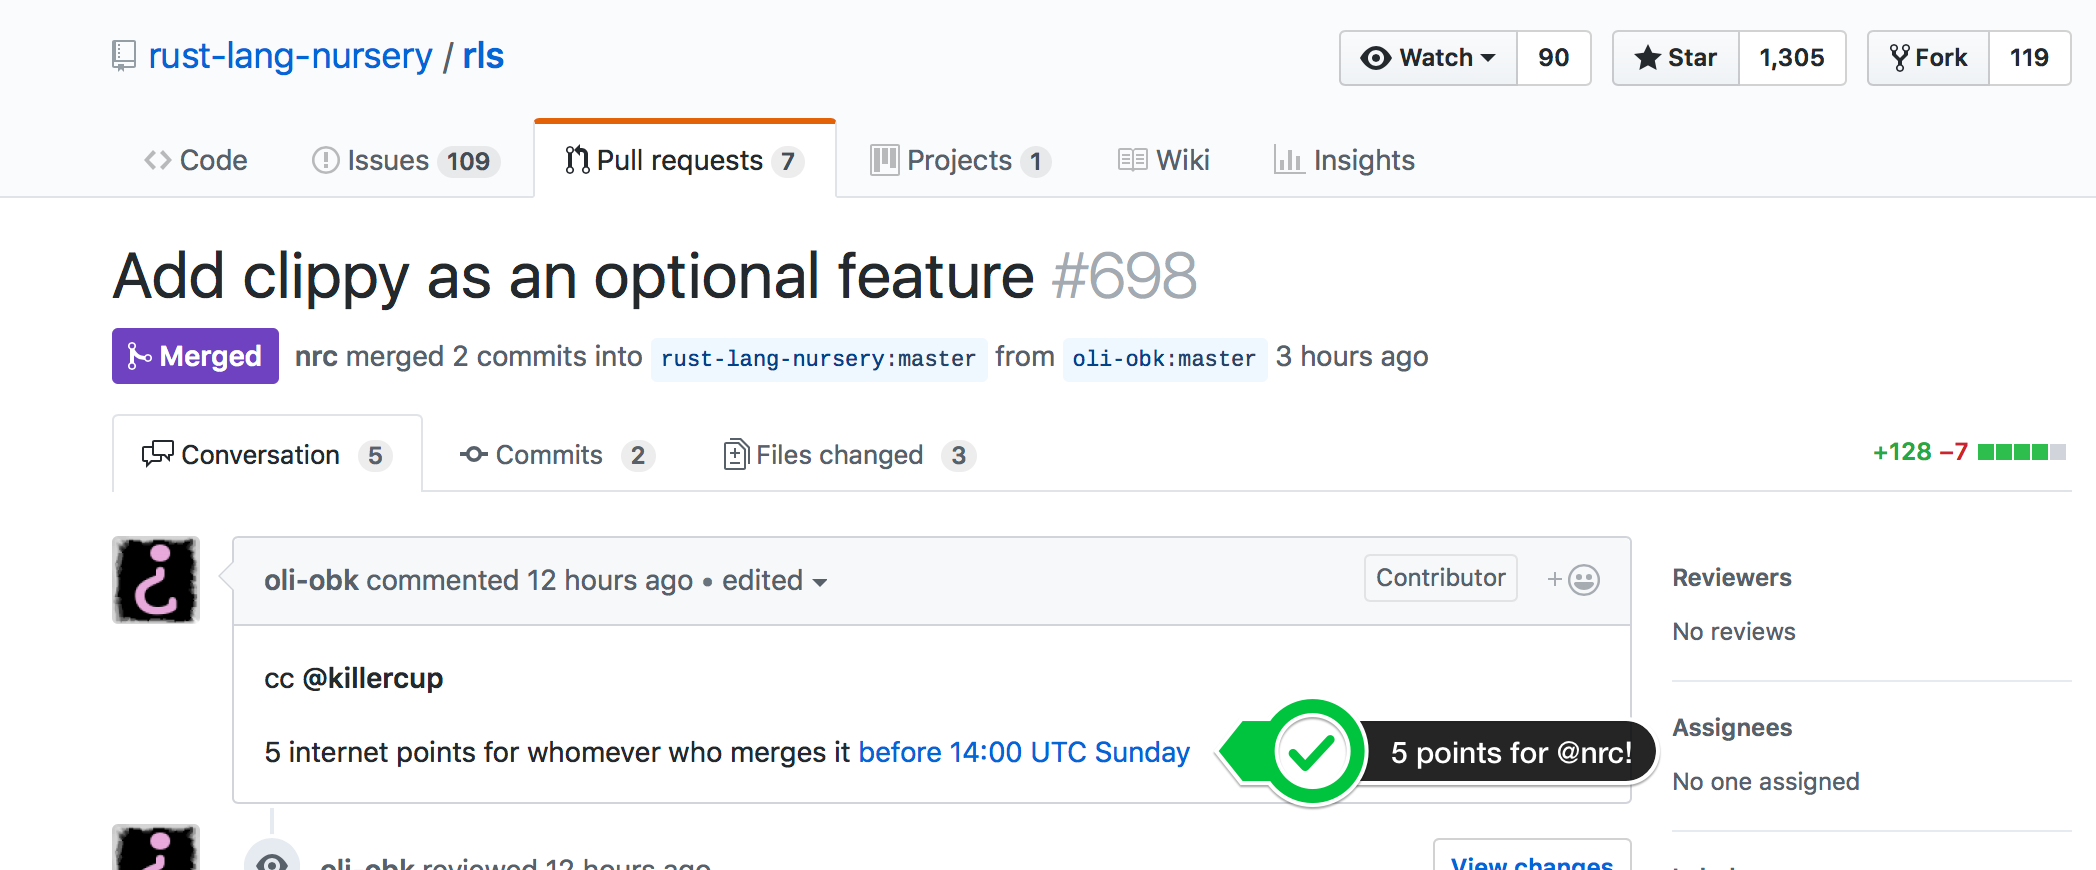 rust-lang-nursery / rls
Watch 90 Star 1,305 Fork 119
Code Issues 109 Pull requests 7 Projects 1 Wiki Insights
Add clippy as an optional feature #698
Merged nrc merged 2 commits into rust-lang-nursery:master from oli-obk:master 3 hours ago
Conversation 5 Commits 2 Files changed 3 +128 −7
oli-obk commented 12 hours ago • edited Contributor +
Reviewers
No reviews
cc @killercup
5 internet points for whomever who merges it before 14:00 UTC Sunday
5 points for @nrc!
Assignees
No one assigned
oli-obk reviewed 12 hours ago View changes